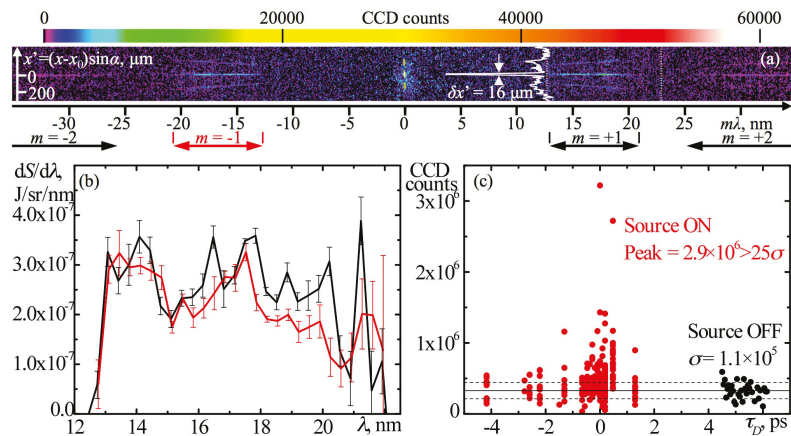 0 20000 CCD counts 40000 60000
x'=(x-x₀)sinα, μm (a)
0
200 δx' = 16 μm
-30 -25 -20 -15 -10 -5 0 5 10 15 20 25 mλ, nm
m = -2 m = -1 m = +1 m = +2
dS/dλ, (b) CCD (c)
J/sr/nm counts
4.0x10⁻⁷
3.0x10⁻⁷
2.0x10⁻⁷
1.0x10⁻⁷
0.0
12 14 16 18 20 λ, nm
3x10⁶
2x10⁶
1x10⁶
0
Source ON
Peak = 2.9×10⁶>25σ
Source OFF
σ= 1.1×10⁵
-4 -2 0 2 4 τD, ps